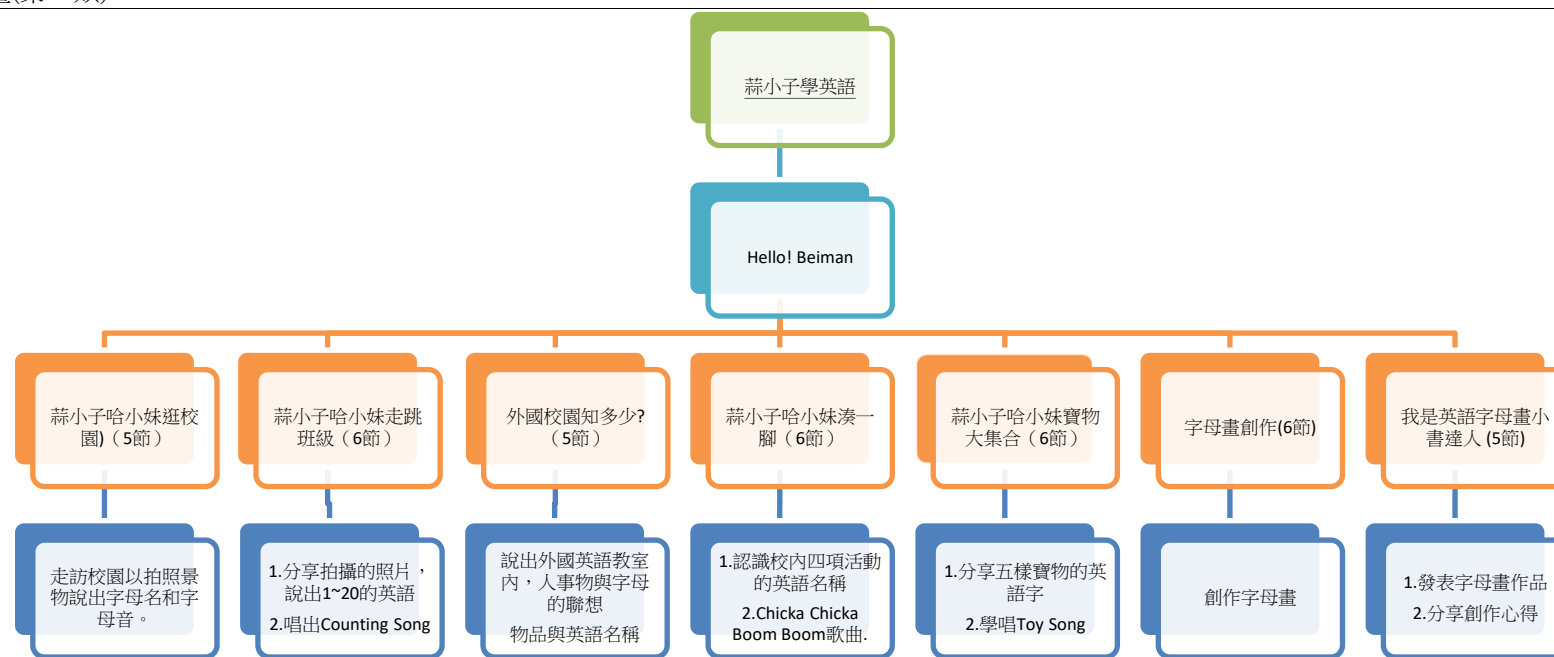 蒜小子學英語
Hello! Beiman
蒜小子哈小妹逛校
園)（5節）
蒜小子哈小妹走跳
班級（6節）
外國校園知多少?
（5節）
蒜小子哈小妹湊一
腳（6節）
蒜小子哈小妹寶物
大集合（6節）
字母畫創作(6節)
我是英語字母畫小
書達人 (5節)
走訪校園以拍照景
物說出字母名和字
母音。
1.分享拍攝的照片，
說出1~20的英語
2.唱出Counting Song
說出外國英語教室
內，人事物與字母
的聯想
物品與英語名稱
1.認識校內四項活動
的英語名稱
2.Chicka Chicka
Boom Boom歌曲.
1.分享五樣寶物的英
語字
2.學唱Toy Song
創作字母畫
1.發表字母畫作品
2.分享創作心得